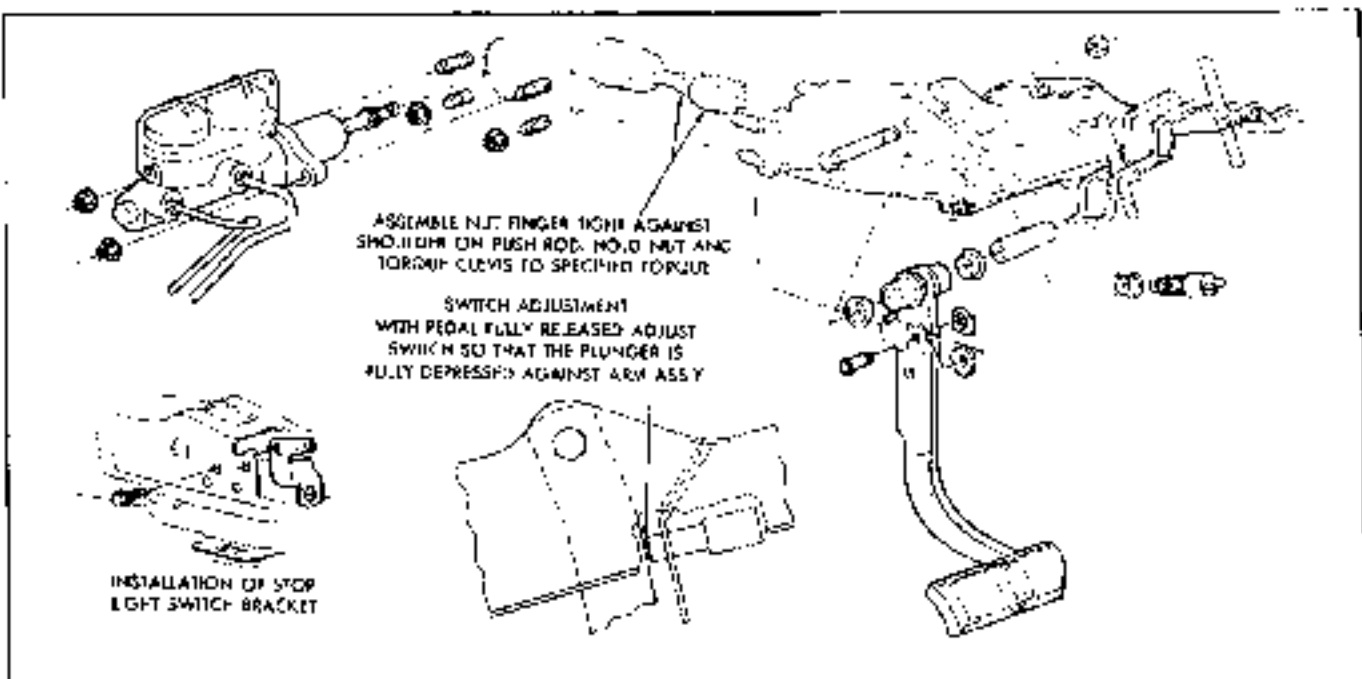 ASSEMBLE NUT FINGER TIGHT AGAINST
SHOULDER ON PUSH ROD. HOLD NUT AND
TORQUE CLEVIS TO SPECIFIED TORQUE
SWITCH ADJUSTMENT
WITH PEDAL FULLY RELEASED ADJUST
SWITCH SO THAT THE PLUNGER IS
FULLY DEPRESSED AGAINST ARM ASS'Y
INSTALLATION OF STOP
LIGHT SWITCH BRACKET